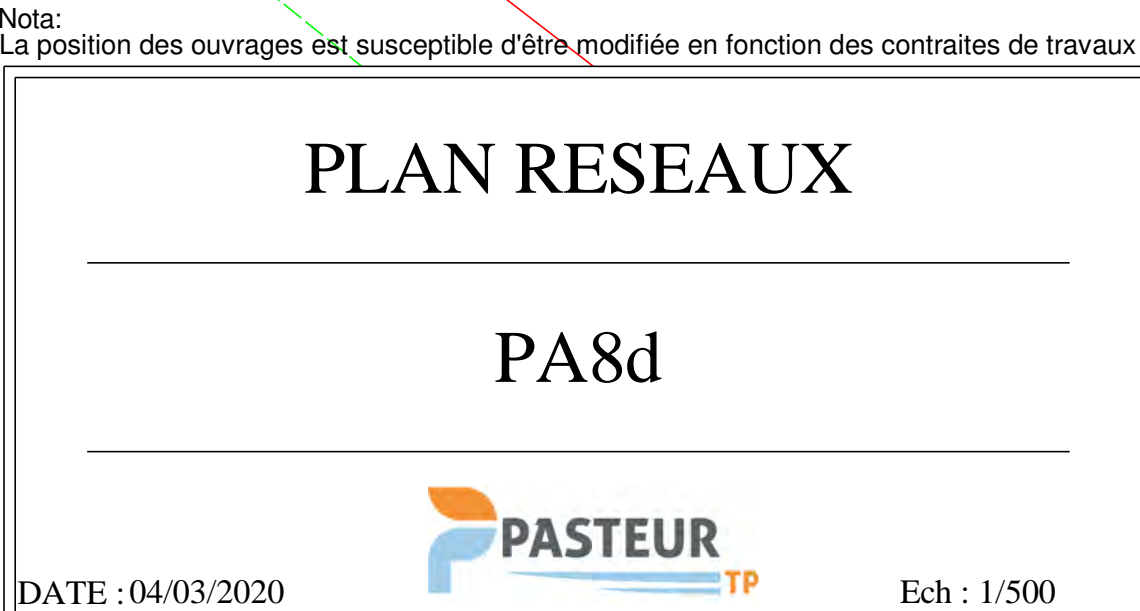 Nota:
La position des ouvrages est susceptible d'être modifiée en fonction des contraites de travaux
PLAN RESEAUX
PA8d
PASTEUR
TP
DATE : 04/03/2020
Ech : 1/500